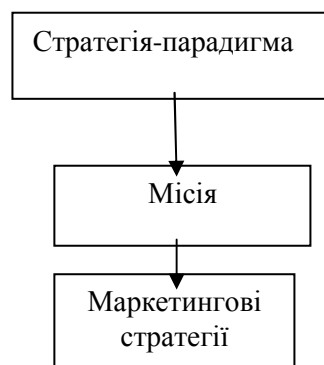 Стратегія-парадигма
Місія
Маркетингові
стратегії